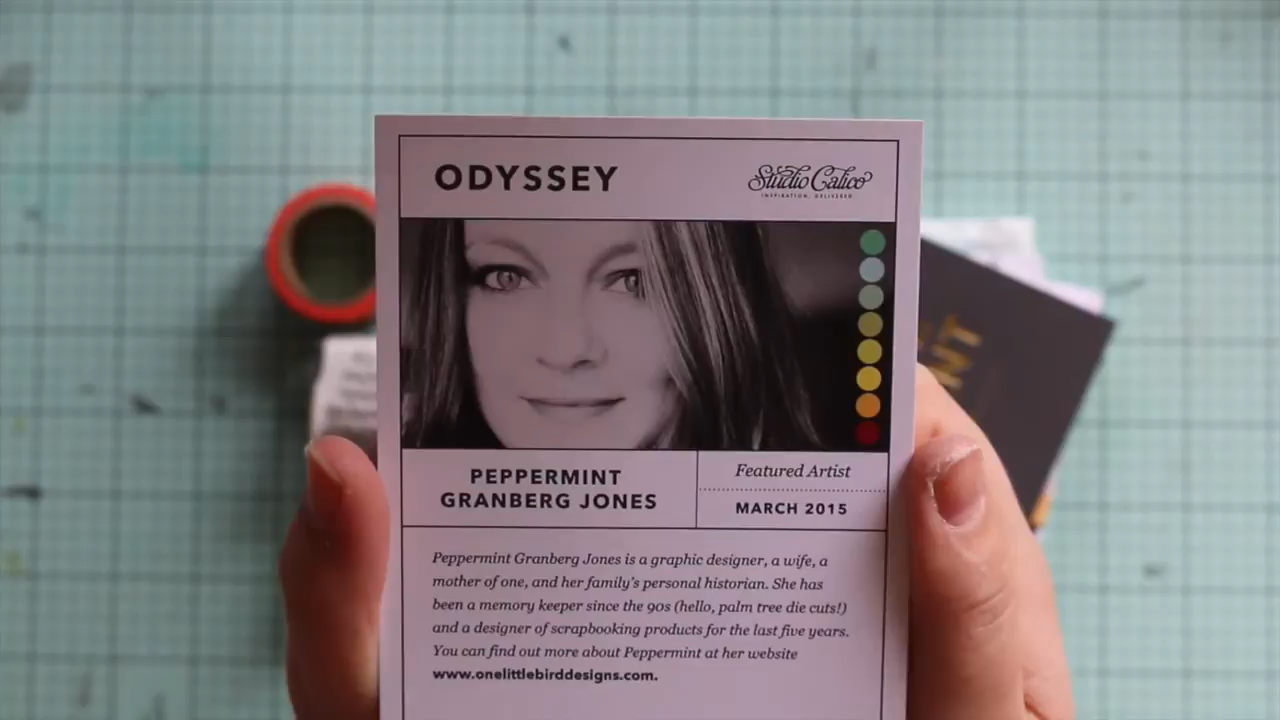 ODYSSEY
Studio Calico
INSPIRATION, DELIVERED
PEPPERMINT
GRANBERG JONES
Featured Artist
MARCH 2015
Peppermint Granberg Jones is a graphic designer, a wife, a
mother of one, and her family's personal historian. She has
been a memory keeper since the 90s (hello, palm tree die cuts!)
and a designer of scrapbooking products for the last five years.
You can find out more about Peppermint at her website
www.onelittlebirddesigns.com.